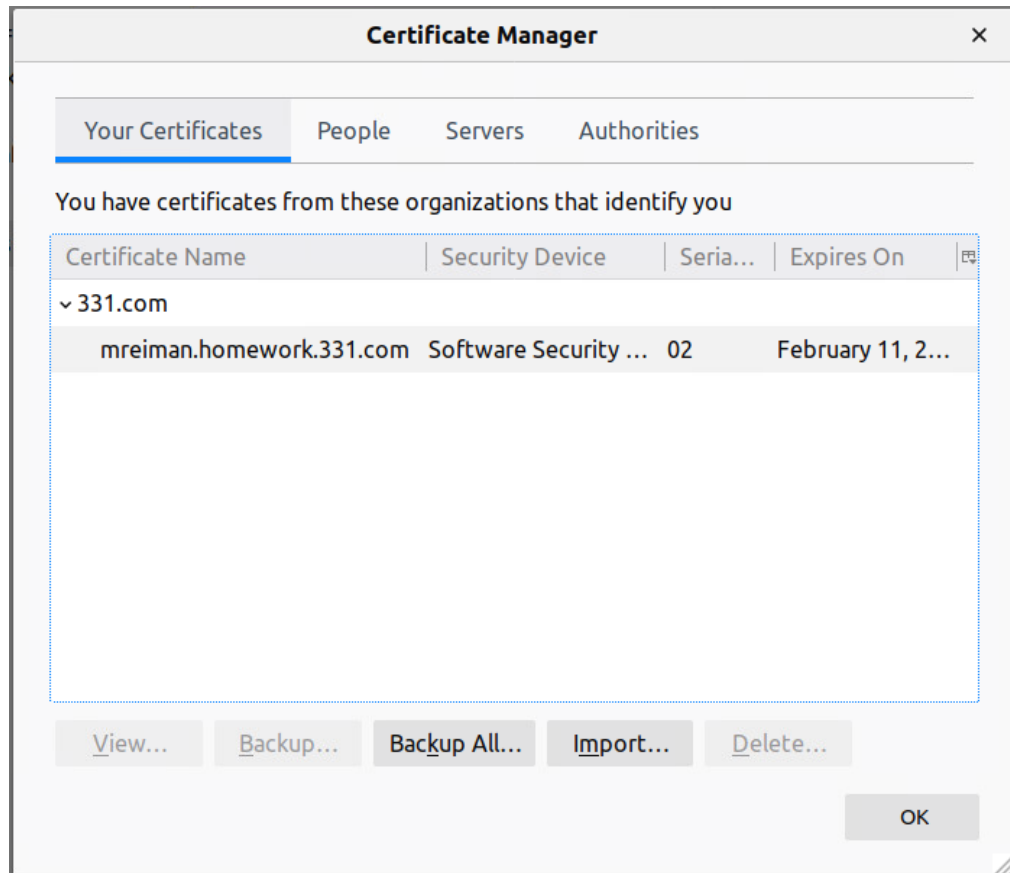 Certificate Manager
Your Certificates People Servers Authorities
You have certificates from these organizations that identify you
Certificate Name Security Device Seria... Expires On
331.com
mreiman.homework.331.com Software Security ... 02 February 11, 2...
View... Backup... Backup All... Import... Delete...
OK